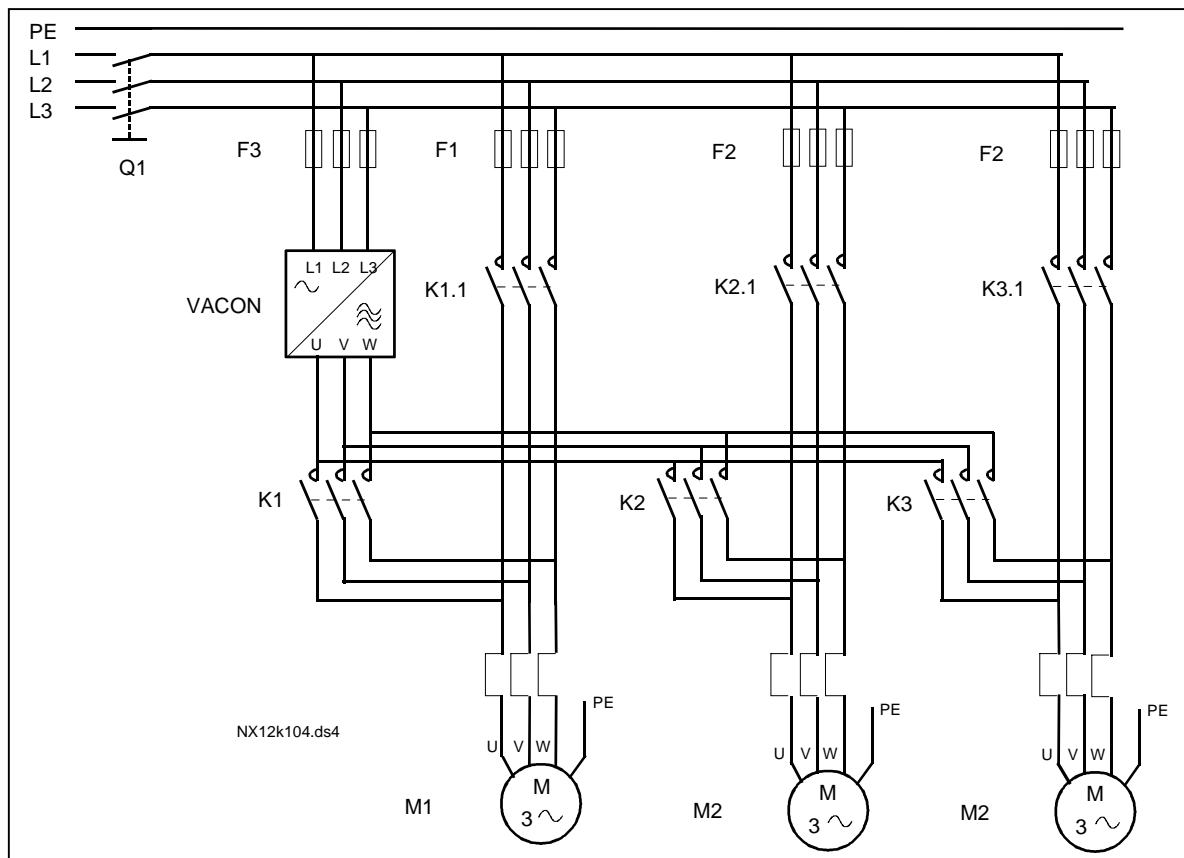 PE
L1
L2
L3
Q1
F3
F1
F2
F2
L1 L2 L3
VACON
U V W
K1.1
K2.1
K3.1
K1
K2
K3
NX12k104.ds4
PE
PE
PE
U V W
U V W
U V W
M
3
M
3
M
3
M1
M2
M2